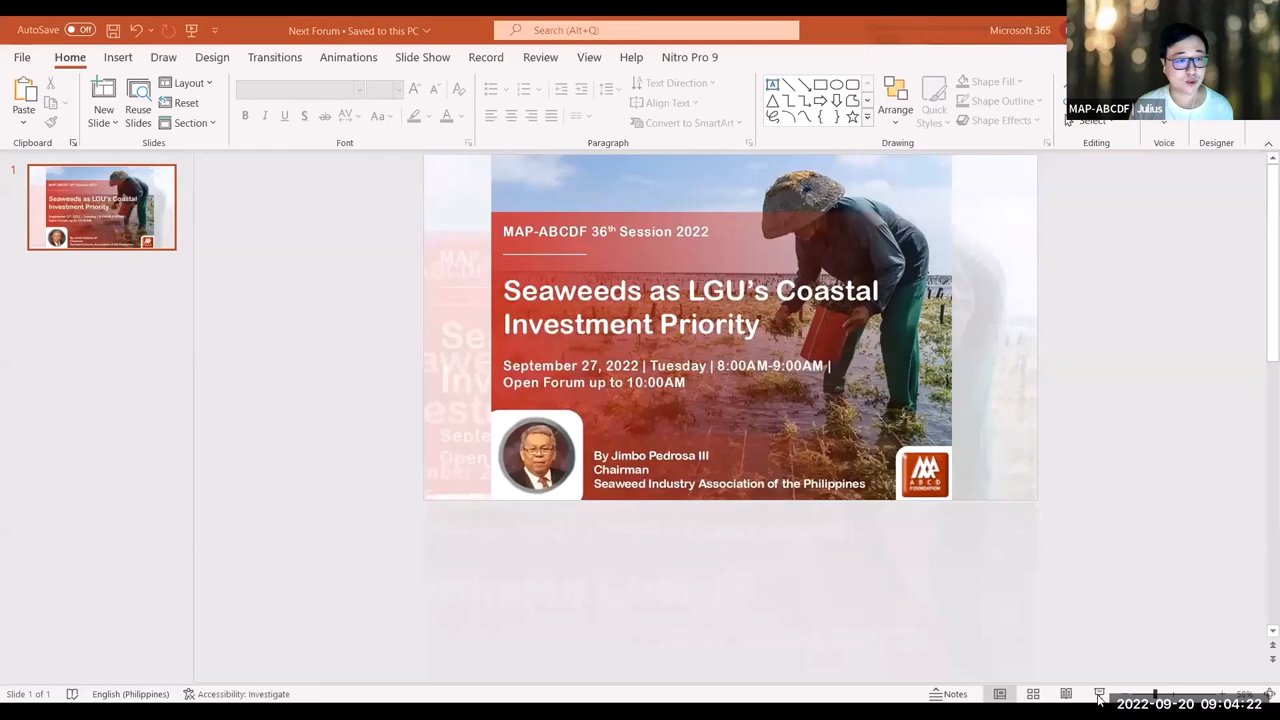 AutoSave Off
Next Forum • Saved to this PC
Search (Alt+Q)
Microsoft 365
File Home Insert Draw Design Transitions Animations Slide Show Record Review View Help Nitro Pro 9
Paste
New Slide
Reuse Slides
Layout
Reset
Section
Text Direction
Align Text
Convert to SmartArt
Arrange
Quick Styles
Shape Fill
Shape Outline
Shape Effects
Select
Clipboard Slides Font Paragraph Drawing Editing Voice Designer
MAP-ABCDF | Julius
1
MAP-ABCDF 36th Session 2022
Seaweeds as LGU's Coastal
Investment Priority
September 27, 2022 | Tuesday | 8:00AM-9:00AM |
Open Forum up to 10:00AM
By Jimbo Pedrosa III
Chairman
Seaweed Industry Association of the Philippines
ABCD
FOUNDATION
Slide 1 of 1 English (Philippines) Accessibility: Investigate Notes 58%
2022-09-20 09:04:22